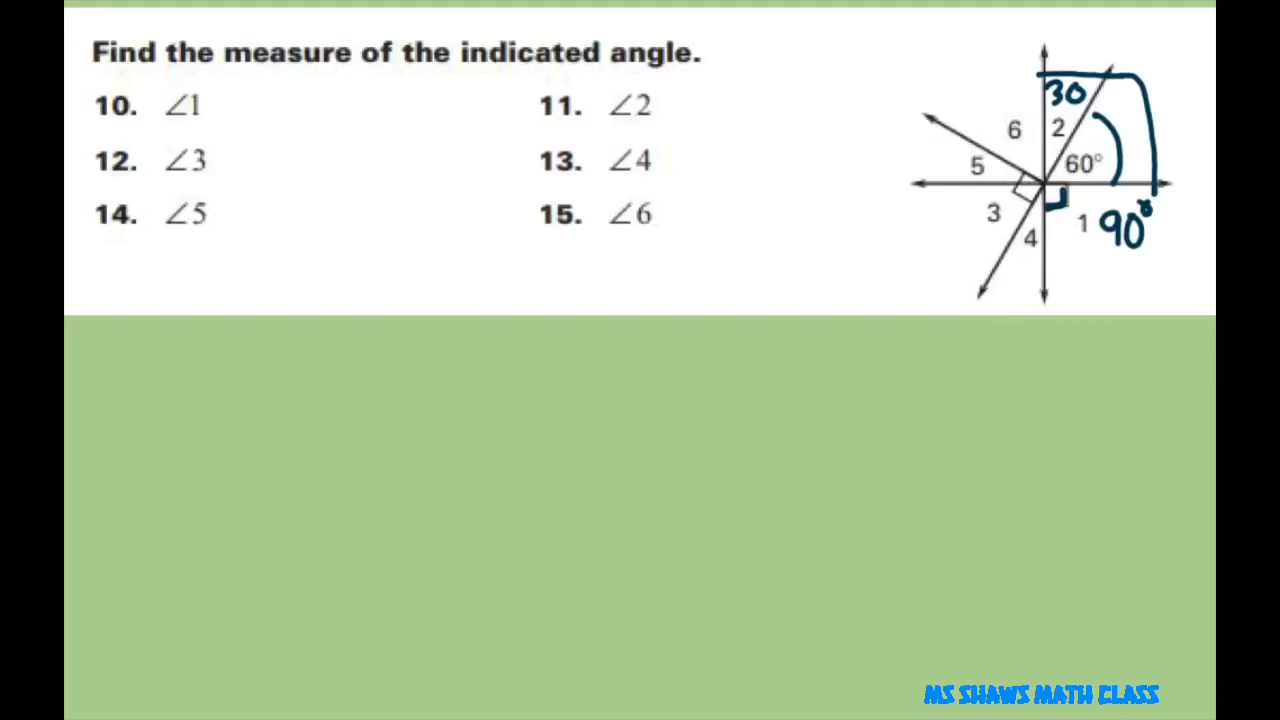 Find the measure of the indicated angle.
10. ∠1 11. ∠2
12. ∠3 13. ∠4
14. ∠5 15. ∠6
30
6 2
5 60°
3 1 90°
4
MS SHAWS MATH CLASS